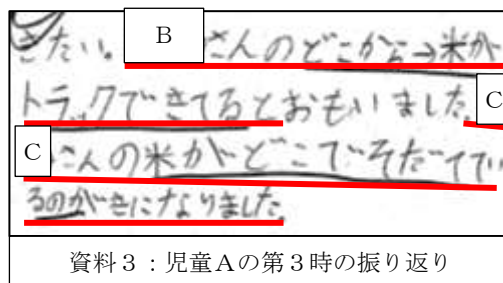 きたい。Bさんのどこから→米が
トラックできてるとおもいました。C
Cさんの米がどこでそだってい
るのかきになりました。
資料3：児童Aの第3時の振り返り